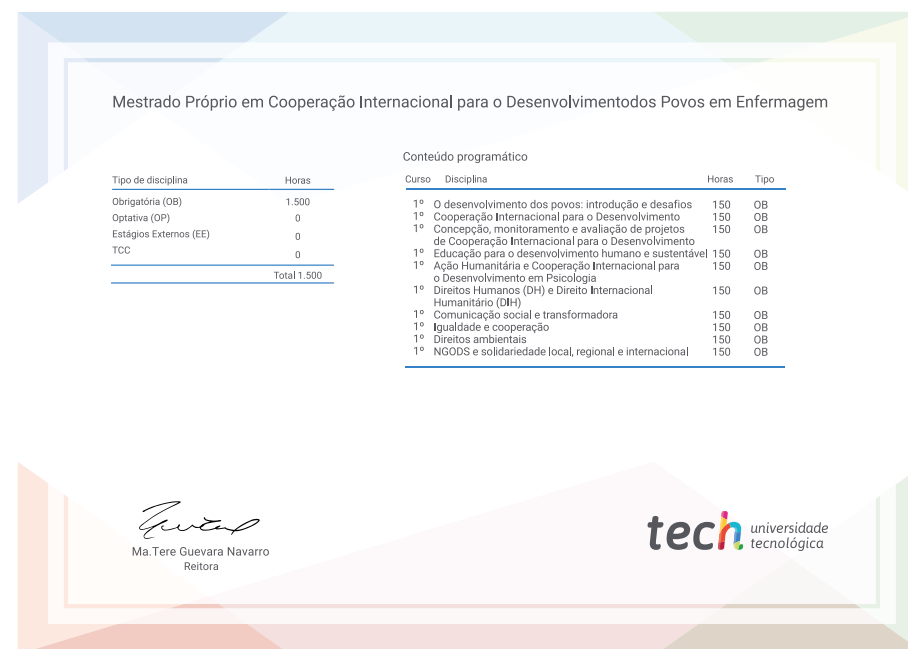 Mestrado Próprio em Cooperação Internacional para o Desenvolvimentodos Povos em Enfermagem
Tipo de disciplina Horas
Obrigatória (OB) 1.500
Optativa (OP) 0
Estágios Externos (EE) 0
TCC 0
Total 1.500
Conteúdo programático
Curso Disciplina Horas Tipo
1º O desenvolvimento dos povos: introdução e desafios 150 OB
1º Cooperação Internacional para o Desenvolvimento 150 OB
1º Concepção, monitoramento e avaliação de projetos 150 OB
de Cooperação Internacional para o Desenvolvimento
1º Educação para o desenvolvimento humano e sustentável 150 OB
1º Ação Humanitária e Cooperação Internacional para 150 OB
o Desenvolvimento em Psicologia
1º Direitos Humanos (DH) e Direito Internacional 150 OB
Humanitário (DIH)
1º Comunicação social e transformadora 150 OB
1º Igualdade e cooperação 150 OB
1º Direitos ambientais 150 OB
1º NGODS e solidariedade local, regional e internacional 150 OB
Ma.Tere Guevara Navarro
Reitora
tech universidade
tecnológica